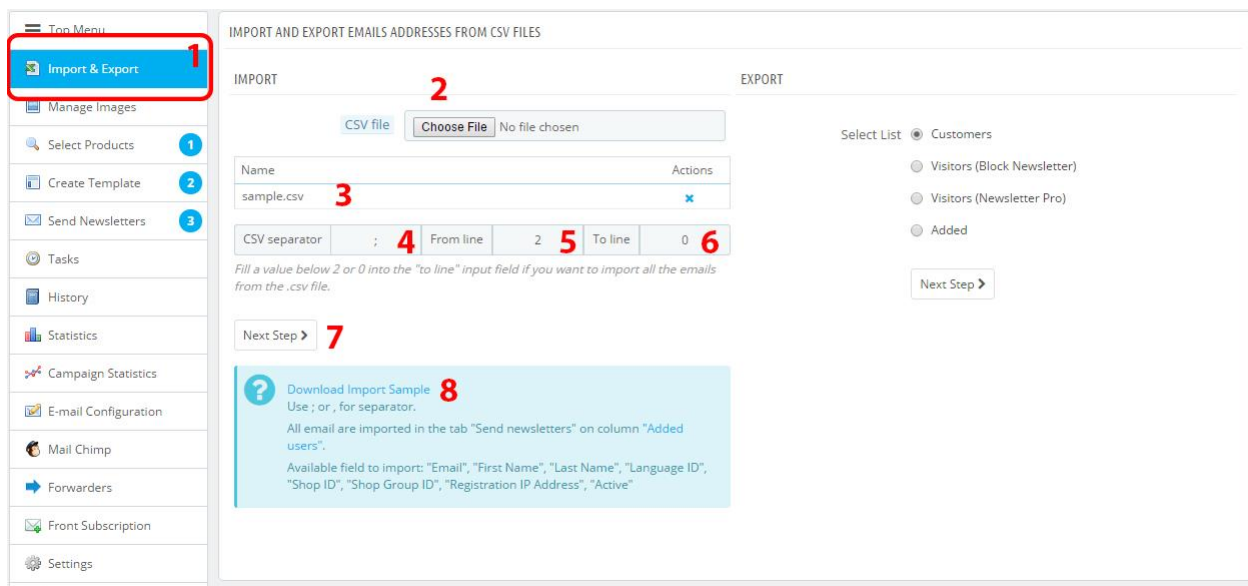 Top Menu
1
Import & Export
Manage Images
Select Products 1
Create Template 2
Send Newsletters 3
Tasks
History
Statistics
Campaign Statistics
E-mail Configuration
Mail Chimp
Forwarders
Front Subscription
Settings
IMPORT AND EXPORT EMAILS ADDRESSES FROM CSV FILES
IMPORT
2
CSV file Choose File No file chosen
Name Actions
sample.csv 3
CSV separator ; 4 From line 2 5 To line 0 6
Fill a value below 2 or 0 into the "to line" input field if you want to import all the emails
from the .csv file.
Next Step 7
Download Import Sample 8
Use ; or , for separator.
All email are imported in the tab "Send newsletters" on column "Added
users".
Available field to import: "Email", "First Name", "Last Name", "Language ID",
"Shop ID", "Shop Group ID", "Registration IP Address", "Active"
EXPORT
Select List Customers
Visitors (Block Newsletter)
Visitors (Newsletter Pro)
Added
Next Step